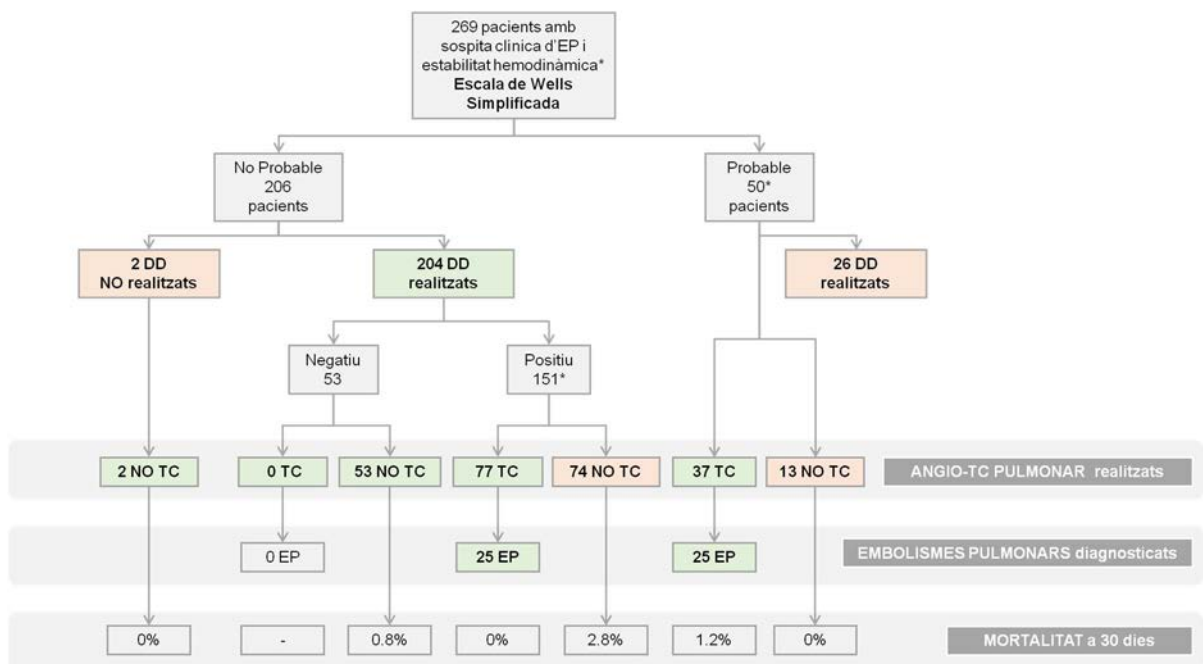 269 pacients amb
sospita clinica d'EP i
estabilitat hemodinàmica*
Escala de Wells
Simplificada
No Probable
206
pacients
Probable
50*
pacients
2 DD
NO realitzats
204 DD
realitzats
26 DD
realitzats
Negatiu
53
Positiu
151*
2 NO TC
0 TC
53 NO TC
77 TC
74 NO TC
37 TC
13 NO TC
ANGIO-TC PULMONAR realitzats
0 EP
25 EP
25 EP
EMBOLISMES PULMONARS diagnosticats
0%
-
0.8%
0%
2.8%
1.2%
0%
MORTALITAT a 30 dies